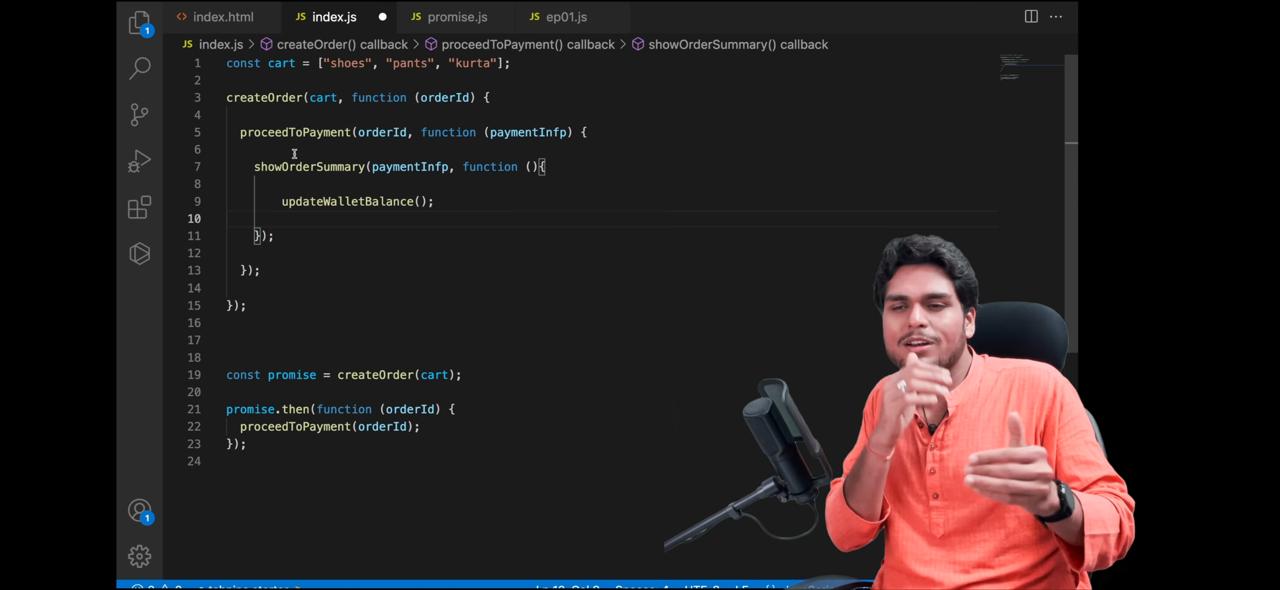 index.html
JS index.js
JS promise.js
JS ep01.js
JS index.js > createOrder() callback > proceedToPayment() callback > showOrderSummary() callback
1 const cart = ["shoes", "pants", "kurta"];
2
3 createOrder(cart, function (orderId) {
4
5 proceedToPayment(orderId, function (paymentInfp) {
6
7 showOrderSummary(paymentInfp, function (){
8
9 updateWalletBalance();
10
11 });
12
13 });
14
15 });
16
17
18
19 const promise = createOrder(cart);
20
21 promise.then(function (orderId) {
22 proceedToPayment(orderId);
23 });
24
1
1